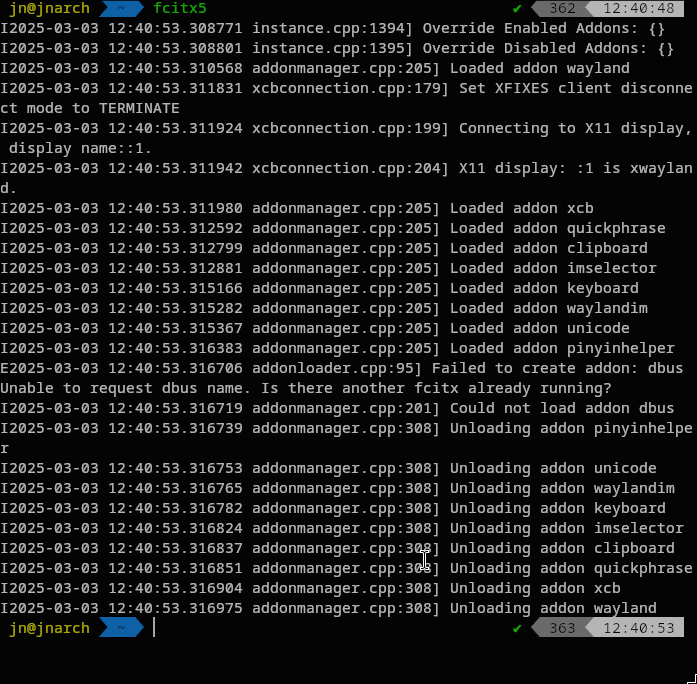 jn@jnarch ~ fcitx5 ✔ 362 12:40:48
I2025-03-03 12:40:53.308771 instance.cpp:1394] Override Enabled Addons: {}
I2025-03-03 12:40:53.308801 instance.cpp:1395] Override Disabled Addons: {}
I2025-03-03 12:40:53.310568 addonmanager.cpp:205] Loaded addon wayland
I2025-03-03 12:40:53.311831 xcbconnection.cpp:179] Set XFIXES client disconne
ct mode to TERMINATE
I2025-03-03 12:40:53.311924 xcbconnection.cpp:199] Connecting to X11 display,
 display name::1.
I2025-03-03 12:40:53.311942 xcbconnection.cpp:204] X11 display: :1 is xwaylan
d.
I2025-03-03 12:40:53.311980 addonmanager.cpp:205] Loaded addon xcb
I2025-03-03 12:40:53.312592 addonmanager.cpp:205] Loaded addon quickphrase
I2025-03-03 12:40:53.312799 addonmanager.cpp:205] Loaded addon clipboard
I2025-03-03 12:40:53.312881 addonmanager.cpp:205] Loaded addon imselector
I2025-03-03 12:40:53.315166 addonmanager.cpp:205] Loaded addon keyboard
I2025-03-03 12:40:53.315282 addonmanager.cpp:205] Loaded addon waylandim
I2025-03-03 12:40:53.315367 addonmanager.cpp:205] Loaded addon unicode
I2025-03-03 12:40:53.316383 addonmanager.cpp:205] Loaded addon pinyinhelper
E2025-03-03 12:40:53.316706 addonloader.cpp:95] Failed to create addon: dbus
Unable to request dbus name. Is there another fcitx already running?
I2025-03-03 12:40:53.316719 addonmanager.cpp:201] Could not load addon dbus
I2025-03-03 12:40:53.316739 addonmanager.cpp:308] Unloading addon pinyinhelpe
r
I2025-03-03 12:40:53.316753 addonmanager.cpp:308] Unloading addon unicode
I2025-03-03 12:40:53.316765 addonmanager.cpp:308] Unloading addon waylandim
I2025-03-03 12:40:53.316782 addonmanager.cpp:308] Unloading addon keyboard
I2025-03-03 12:40:53.316824 addonmanager.cpp:308] Unloading addon imselector
I2025-03-03 12:40:53.316837 addonmanager.cpp:308] Unloading addon clipboard
I2025-03-03 12:40:53.316851 addonmanager.cpp:308] Unloading addon quickphrase
I2025-03-03 12:40:53.316904 addonmanager.cpp:308] Unloading addon xcb
I2025-03-03 12:40:53.316975 addonmanager.cpp:308] Unloading addon wayland
jn@jnarch ~ ✔ 363 12:40:53